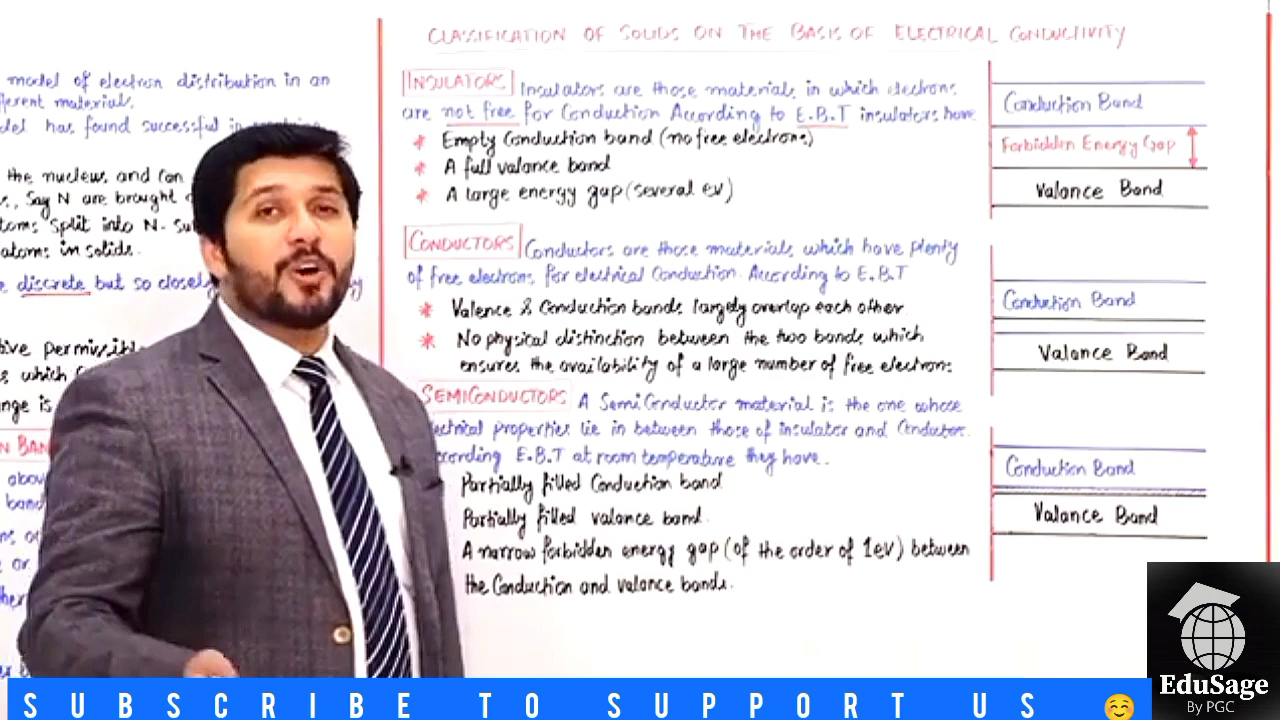 CLASSIFICATION OF SOLIDS ON THE BASIS OF ELECTRICAL CONDUCTIVITY
model of electron distribution in an
fferent material.
del has found successful in
the nucleus and can
s, Say N are brought
toms split into N-su
atoms in solids.
e discrete but so closely
ive permissible
s which
nge is
N BAN
abov
band
INSULATORS Insulators are those materials in which electrons
are not free for Conduction According to E.B.T insulators have
* Empty Conduction band (no free electrons)
* A full valance band
* A large energy gap (several ev)
CONDUCTORS Conductors are those materials which have plenty
of free electrons for electrical Conduction. According to E.B.T
* Valence & Conduction bands largely overlap each other
* No physical distinction between the two bands which
ensures the availability of a large number of free electrons
SEMICONDUCTORS A SemiConductor material is the one whose
ectrical properties lie in between those of insulator and Conductor.
cording E.B.T at room temperature they have.
Partially filled Conduction band
Partially filled valance band.
A narrow forbidden energy gap (of the order of 1ev) between
the Conduction and valance bands.
Conduction Band
Forbidden Energy Gap
Valance Band
Conduction Band
Valance Band
Conduction Band
Valance Band
EduSage
By PGC
SUBSCRIBE TO SUPPORT US